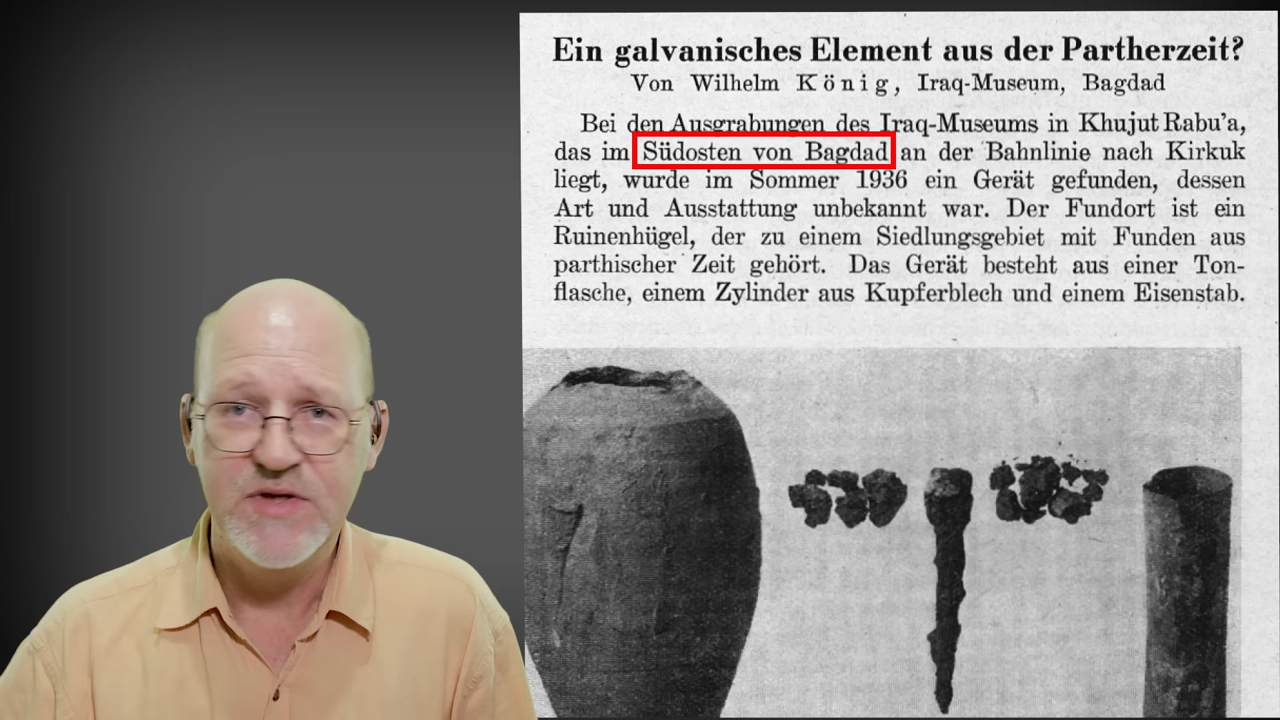 Ein galvanisches Element aus der Partherzeit?
Von Wilhelm König, Iraq-Museum, Bagdad
Bei den Ausgrabungen des Iraq-Museums in Khujut Rabu'a,
das im Südosten von Bagdad an der Bahnlinie nach Kirkuk
liegt, wurde im Sommer 1936 ein Gerät gefunden, dessen
Art und Ausstattung unbekannt war. Der Fundort ist ein
Ruinenhügel, der zu einem Siedlungsgebiet mit Funden aus
parthischer Zeit gehört. Das Gerät besteht aus einer Ton-
flasche, einem Zylinder aus Kupferblech und einem Eisenstab.